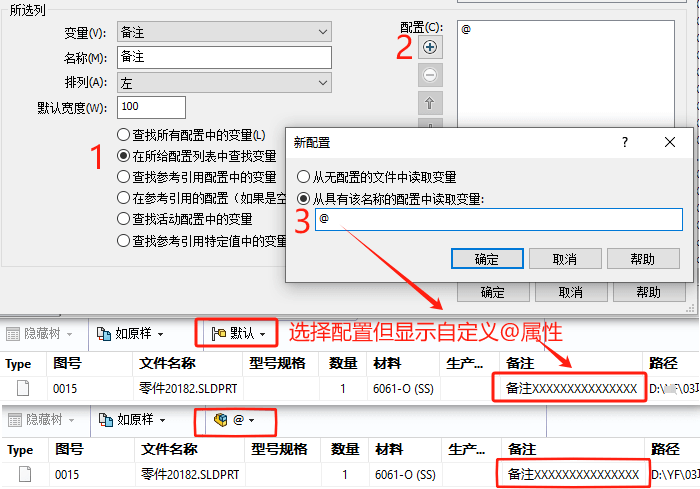 所选列
变量(V): 备注 配置(C): @
名称(M): 备注 2
排列(A): 左
默认宽度(W): 100
查找所有配置中的变量(L)
1 在所给配置列表中查找变量 新配置 ? ×
查找参考引用配置中的变量 从无配置的文件中读取变量
在参考引用的配置（如果是空 从具有该名称的配置中读取变量:
查找活动配置中的变量 3 @
查找参考引用特定值中的变量
确定 取消 帮助
确定 取消 帮助
隐藏树 如原样 默认 选择配置但显示自定义@属性
Type 图号 文件名称 型号规格 数量 材料 生产... 备注 路径
0015 零件20182.SLDPRT 1 6061-O (SS) 备注XXXXXXXXXXXXXXX D:\YF\03
隐藏树 如原样 @
Type 图号 文件名称 型号规格 数量 材料 生产... 备注 路径
0015 零件20182.SLDPRT 1 6061-O (SS) 备注XXXXXXXXXXXXXXX D:\YF\03